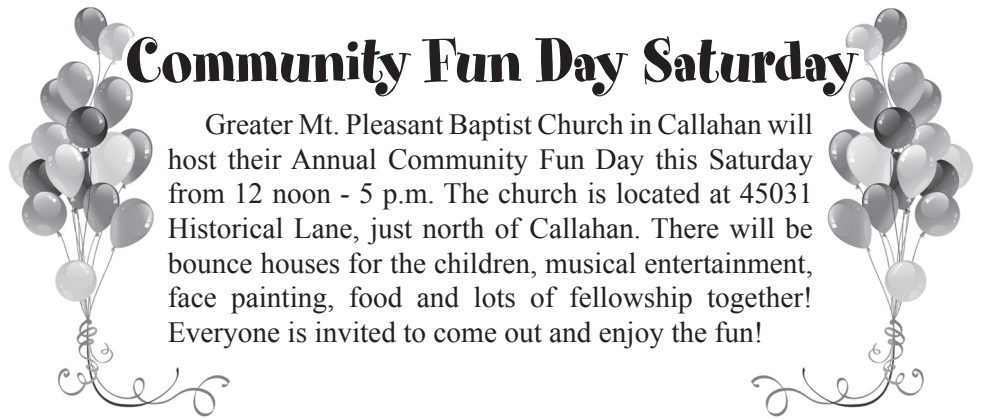 Community Fun Day Saturday
Greater Mt. Pleasant Baptist Church in Callahan will
host their Annual Community Fun Day this Saturday
from 12 noon - 5 p.m. The church is located at 45031
Historical Lane, just north of Callahan. There will be
bounce houses for the children, musical entertainment,
face painting, food and lots of fellowship together!
Everyone is invited to come out and enjoy the fun!